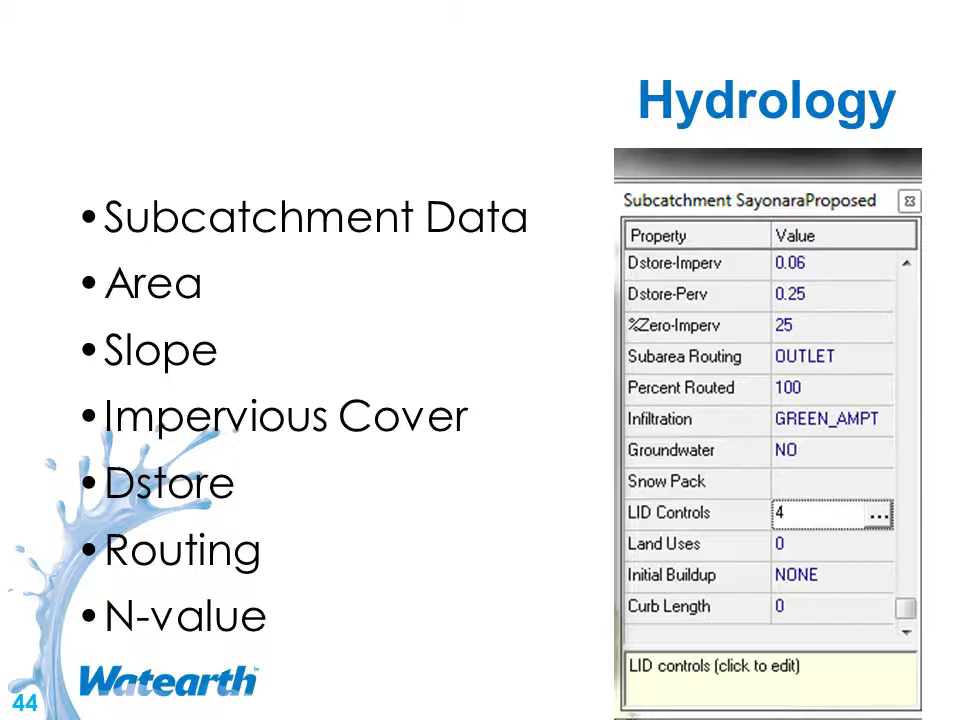 Hydrology
•Subcatchment Data
•Area
•Slope
•Impervious Cover
•Dstore
•Routing
•N-value
Subcatchment SayonaraProposed
Property Value
Dstore-Imperv 0.06
Dstore-Perv 0.25
%Zero-Imperv 25
Subarea Routing OUTLET
Percent Routed 100
Infiltration GREEN_AMPT
Groundwater NO
Snow Pack
LID Controls 4 ...
Land Uses 0
Initial Buildup NONE
Curb Length 0
LID controls (click to edit)
Watearth™
44